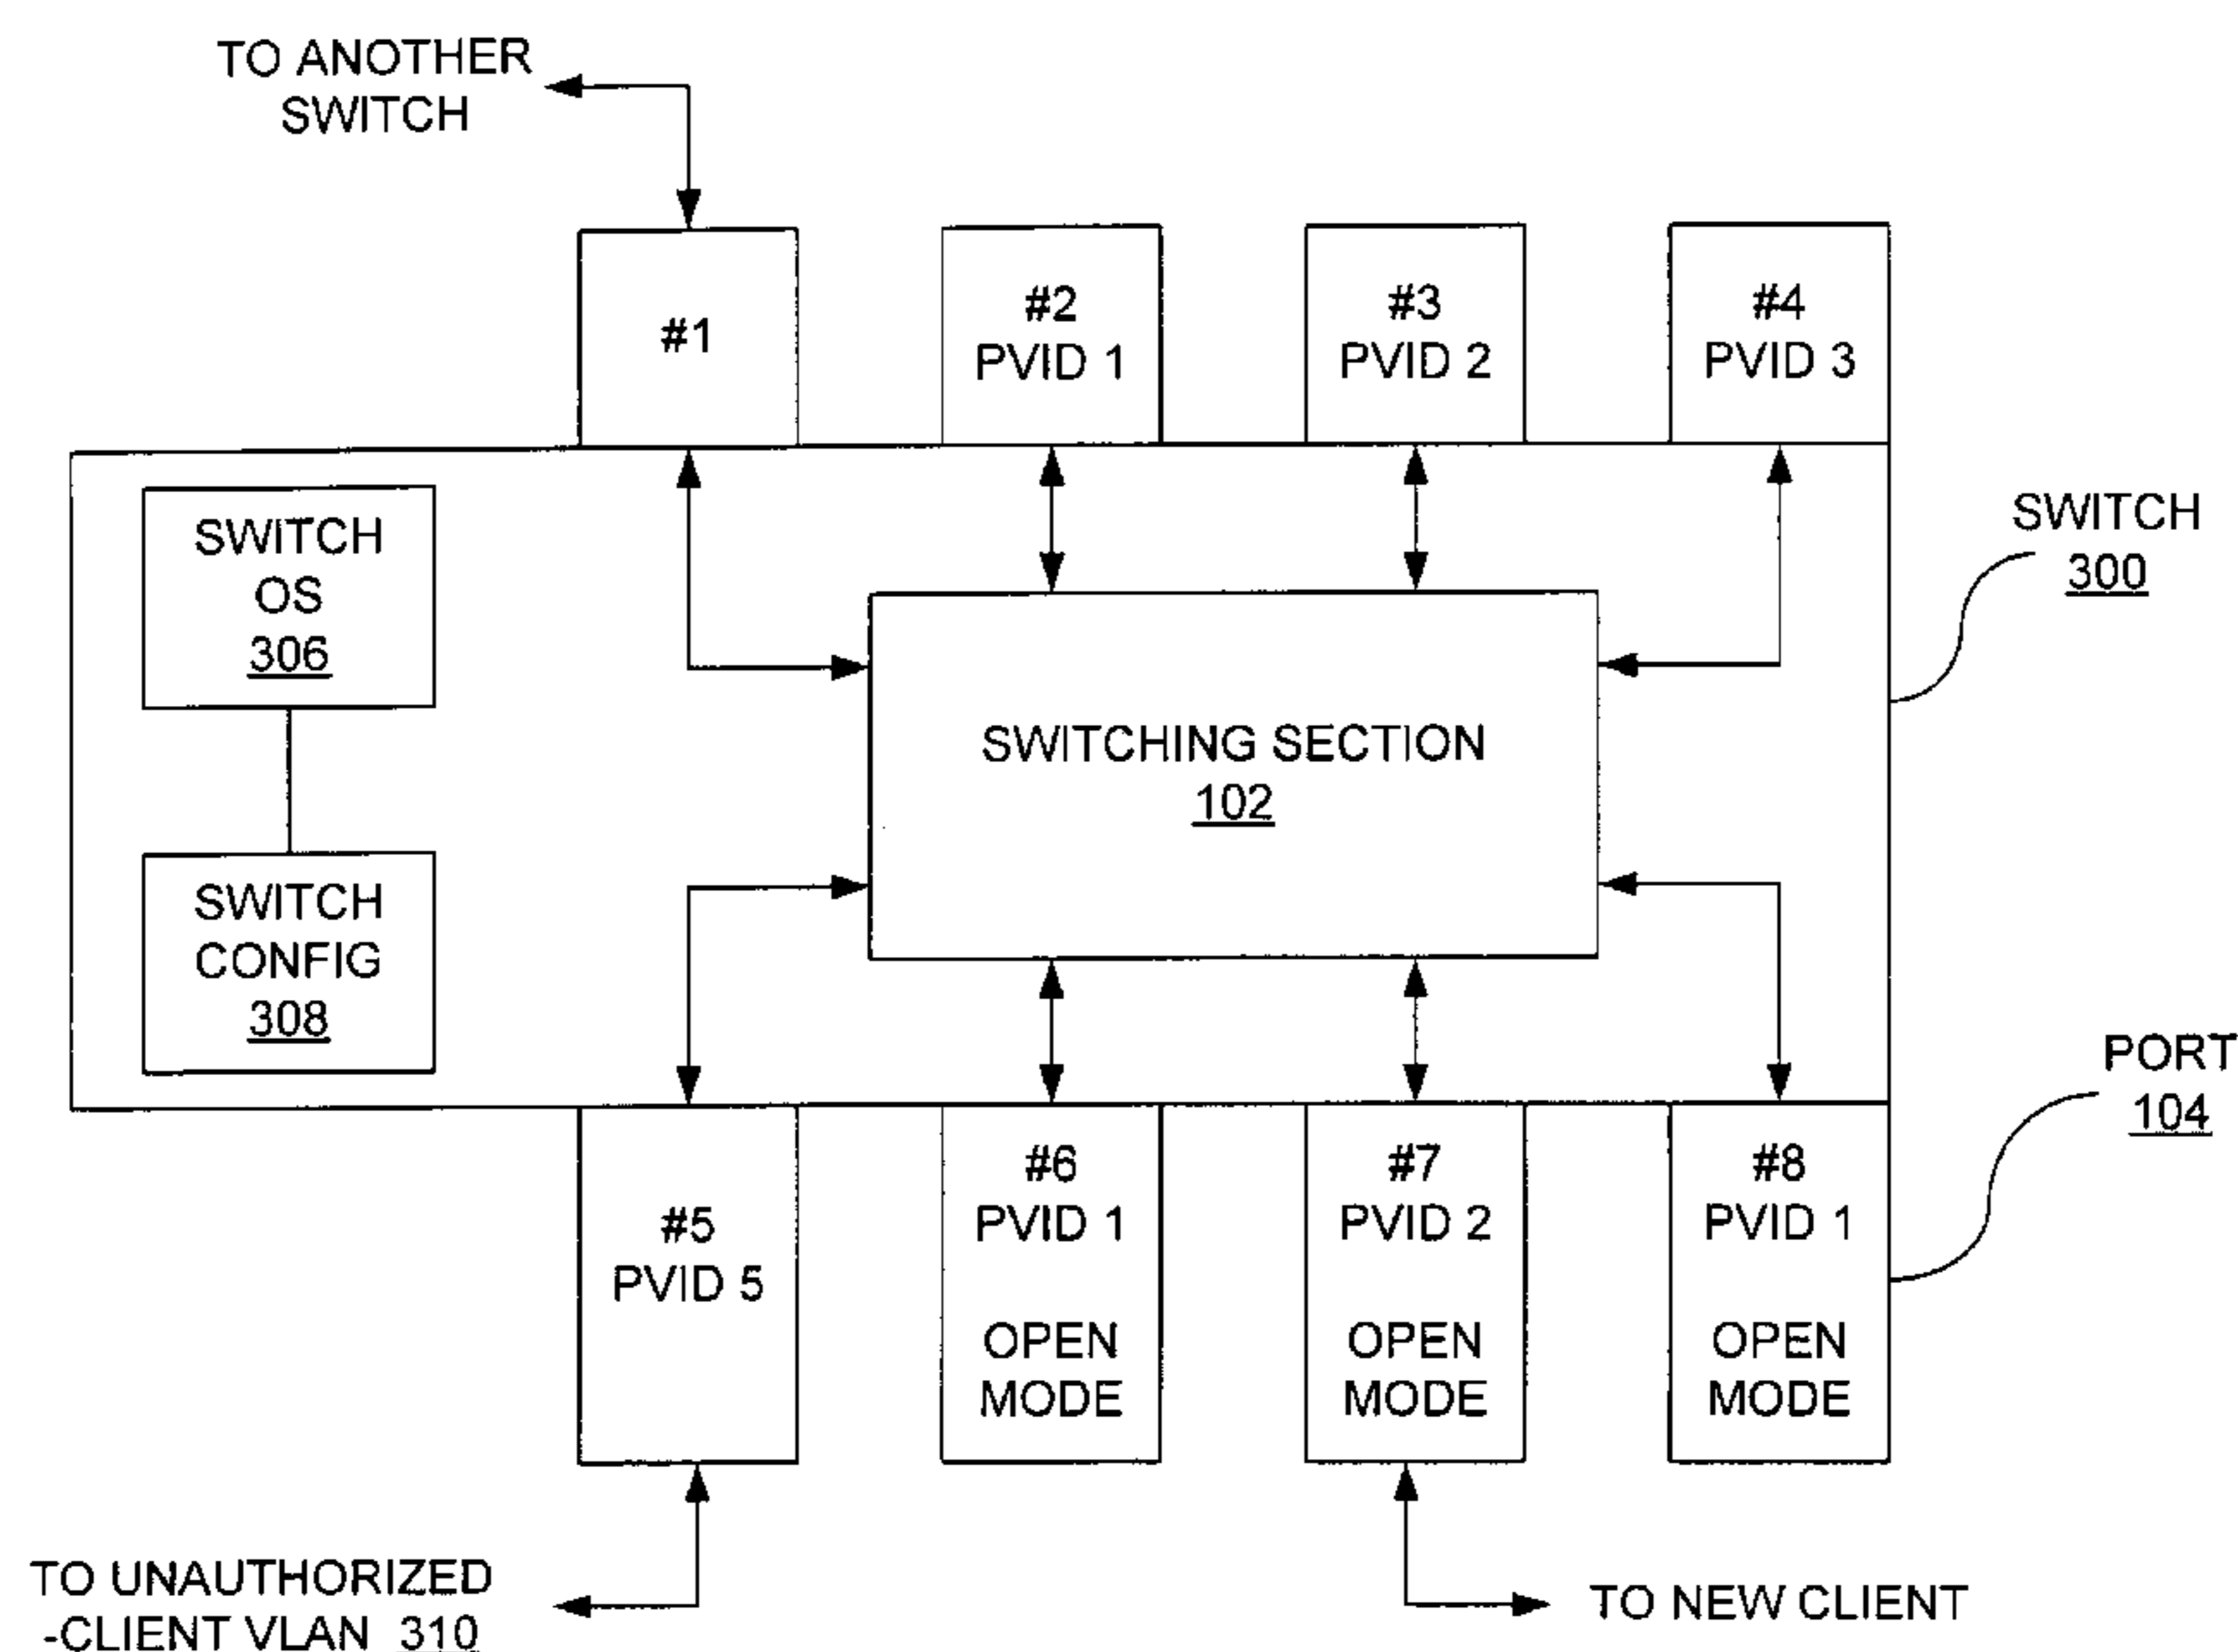 TO ANOTHER
SWITCH
#1
#2
PVID 1
#3
PVID 2
#4
PVID 3
SWITCH
OS
306
SWITCH
300
SWITCHING SECTION
102
SWITCH
CONFIG
308
PORT
104
#5
PVID 5
#6
PVID 1
OPEN
MODE
#7
PVID 2
OPEN
MODE
#8
PVID 1
OPEN
MODE
TO UNAUTHORIZED
-CLIENT VLAN 310
TO NEW CLIENT